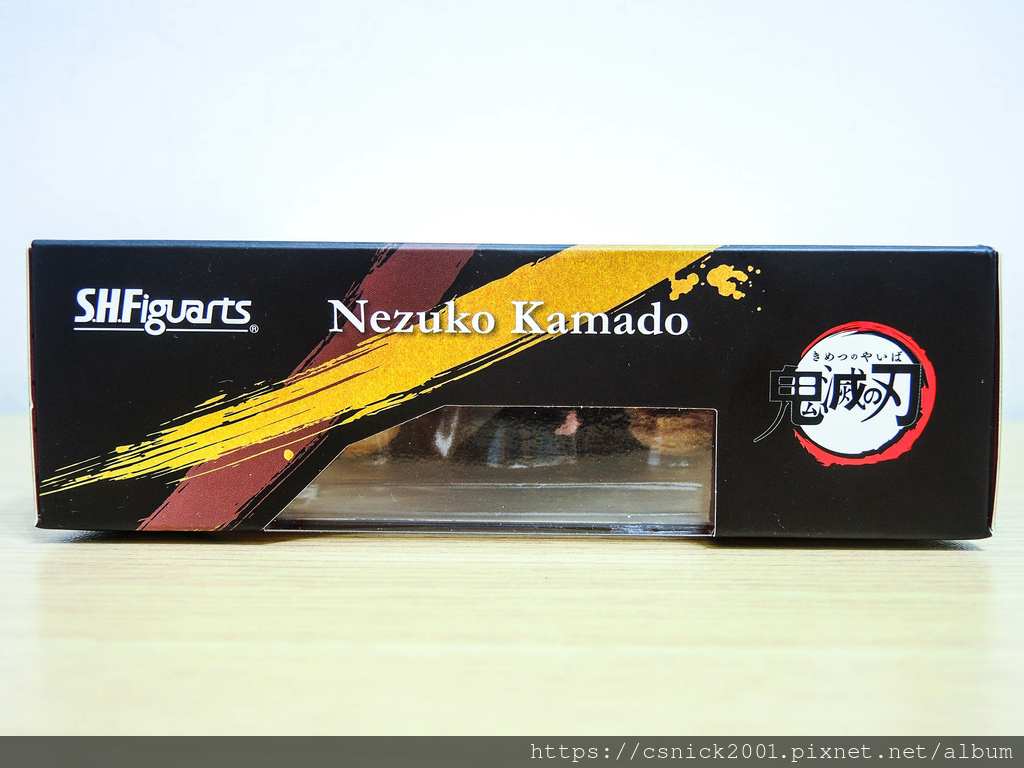 S.H.Figuarts®
Nezuko Kamado
きめつのやいば
鬼滅の刃
https://csnick2001.pixnet.net/album